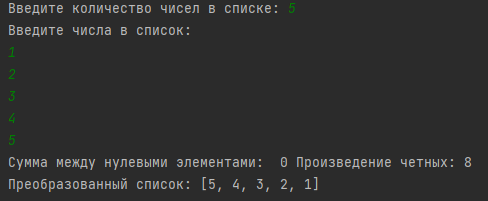 Введите количество чисел в списке: 5
Введите числа в список:
1
2
3
4
5
Сумма между нулевыми элементами:  0 Произведение четных: 8
Преобразованный список: [5, 4, 3, 2, 1]